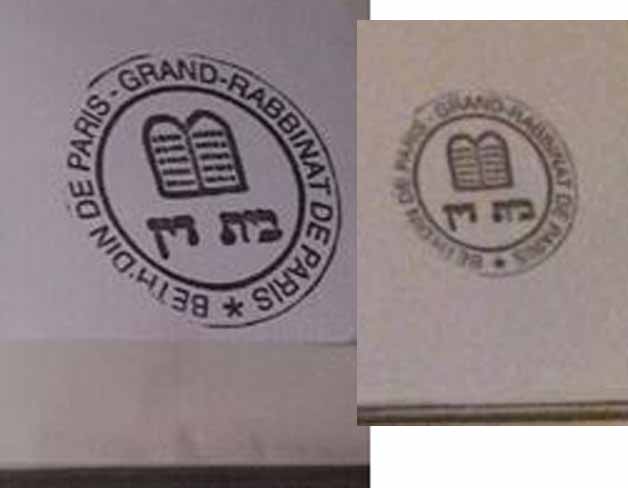 BETH'DIN DE PARIS - GRAND-RABBINAT DE PARIS *
בית דין
BETH'DIN DE PARIS - GRAND-RABBINAT DE PARIS *
בית דין